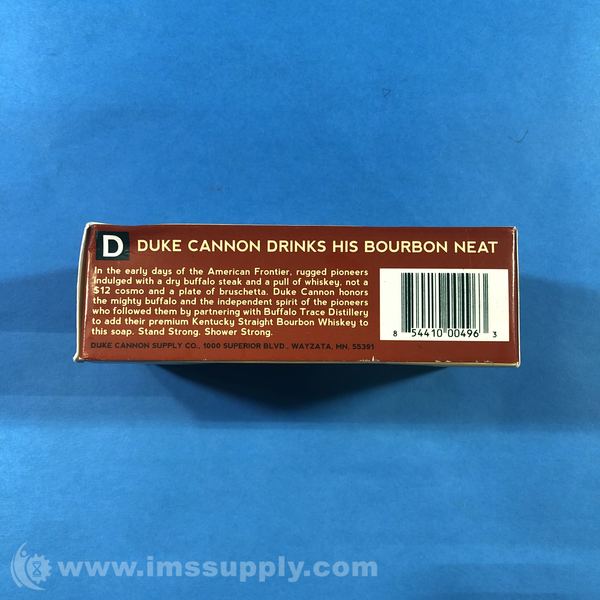 D DUKE CANNON DRINKS HIS BOURBON NEAT
In the early days of the American Frontier, rugged pioneers
indulged with a dry buffalo steak and a pull of whiskey, not a
$12 cosmo and a plate of bruschetta. Duke Cannon honors
the mighty buffalo and the independent spirit of the pioneers
who followed them by partnering with Buffalo Trace Distillery
to add their premium Kentucky Straight Bourbon Whiskey to
this soap. Stand Strong. Shower Strong.
DUKE CANNON SUPPLY CO., 1000 SUPERIOR BLVD., WAYZATA, MN. 55391
8 54410 00496 3
www.imssupply.com